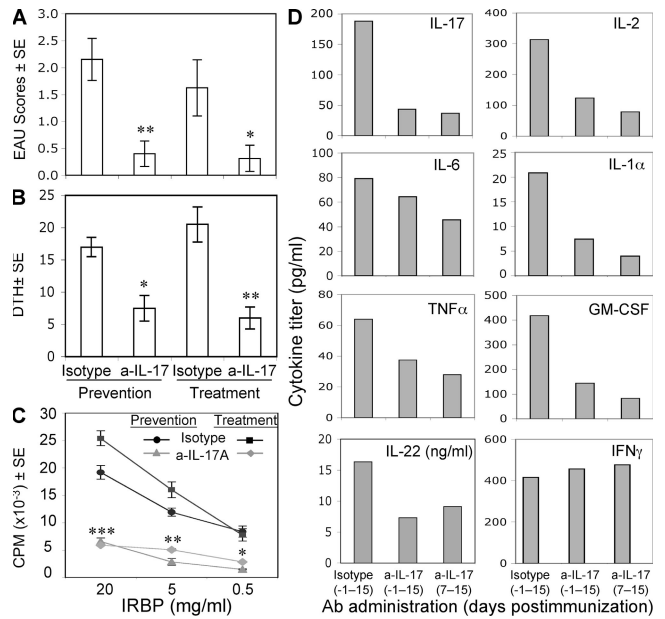 A
EAU Scores ± SE
3.0
2.5
2.0
1.5
1.0
0.5
0.0
**
*
B
DTH± SE
25
20
15
10
5
0
*
**
Isotype a-IL-17 Isotype a-IL-17
Prevention Treatment
C
CPM (x10⁻³) ± SE
30
25
20
15
10
5
0
Prevention Treatment
Isotype
a-IL-17A
***
**
*
20 5 0.5
IRBP (mg/ml)
D
Cytokine titer (pg/ml)
IL-17
200
150
100
50
0
IL-2
400
300
200
100
0
IL-6
100
80
60
40
20
0
IL-1α
25
20
15
10
5
0
TNFα
80
60
40
20
0
GM-CSF
500
400
300
200
100
0
IL-22 (ng/ml)
20
15
10
5
0
IFNγ
600
400
200
0
Isotype a-IL-17 a-IL-17 Isotype a-IL-17 a-IL-17
(-1–15) (-1–15) (7–15) (-1–15) (-1–15) (7–15)
Ab administration (days postimmunization)